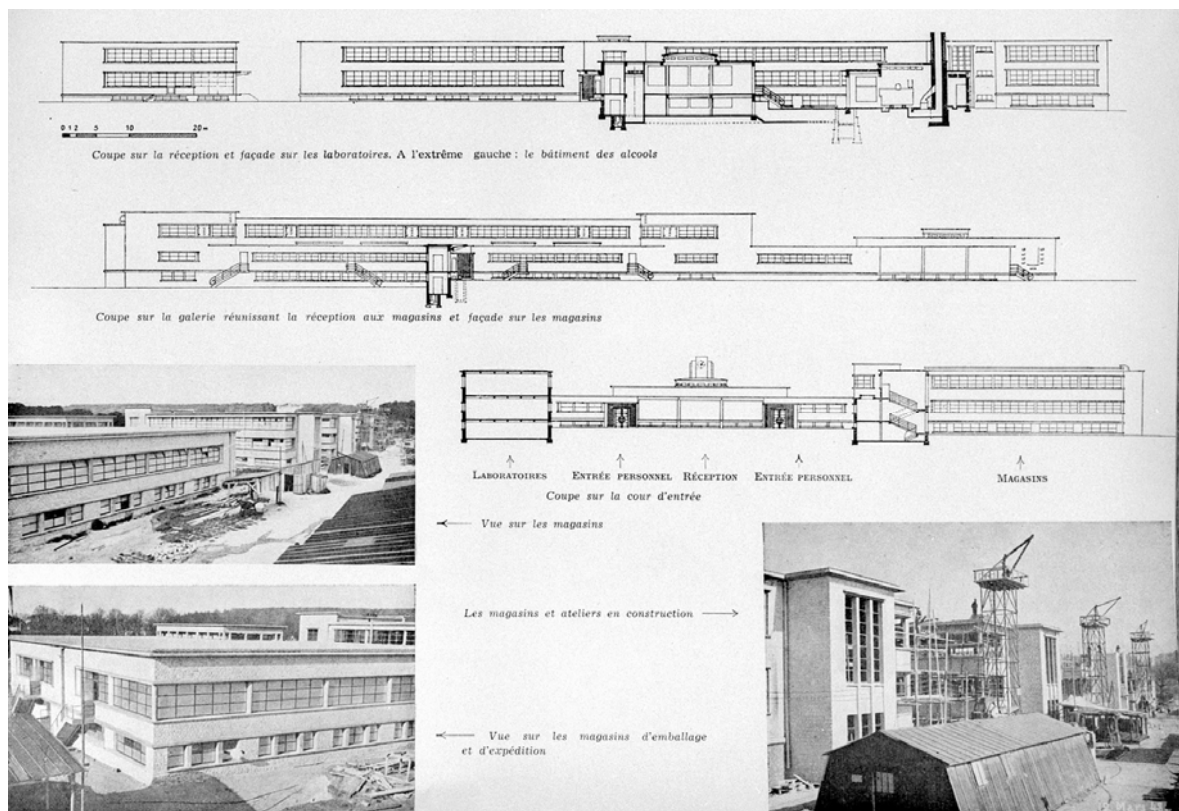 0 1 2 5 10 20 m
Coupe sur la réception et façade sur les laboratoires. A l'extrême gauche : le bâtiment des alcools
Coupe sur la galerie réunissant la réception aux magasins et façade sur les magasins
LABORATOIRES ENTRÉE PERSONNEL RÉCEPTION ENTRÉE PERSONNEL MAGASINS
Coupe sur la cour d'entrée
Vue sur les magasins
Les magasins et ateliers en construction
Vue sur les magasins d'emballage
et d'expédition